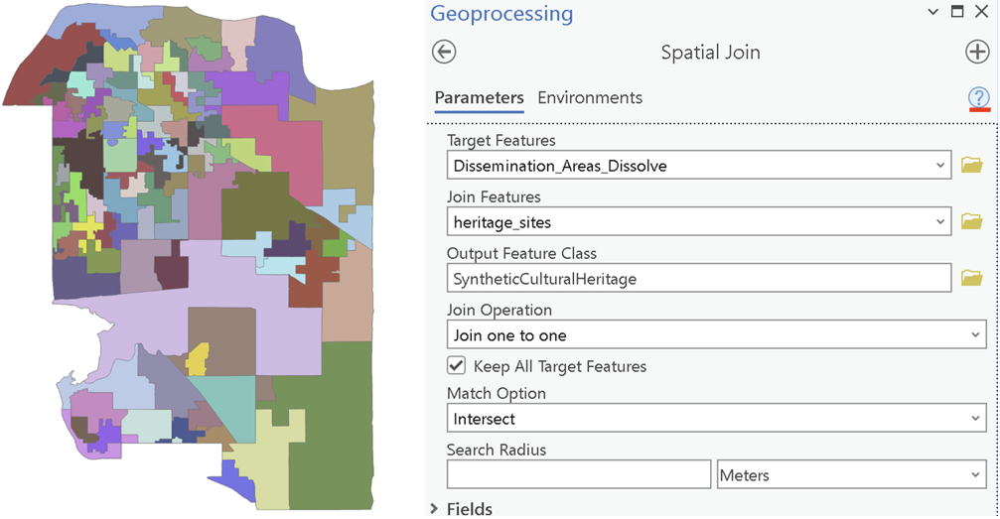 Geoprocessing
Spatial Join
Parameters Environments
Target Features
Dissemination_Areas_Dissolve
Join Features
heritage_sites
Output Feature Class
SyntheticCulturalHeritage
Join Operation
Join one to one
Keep All Target Features
Match Option
Intersect
Search Radius
Meters
Fields